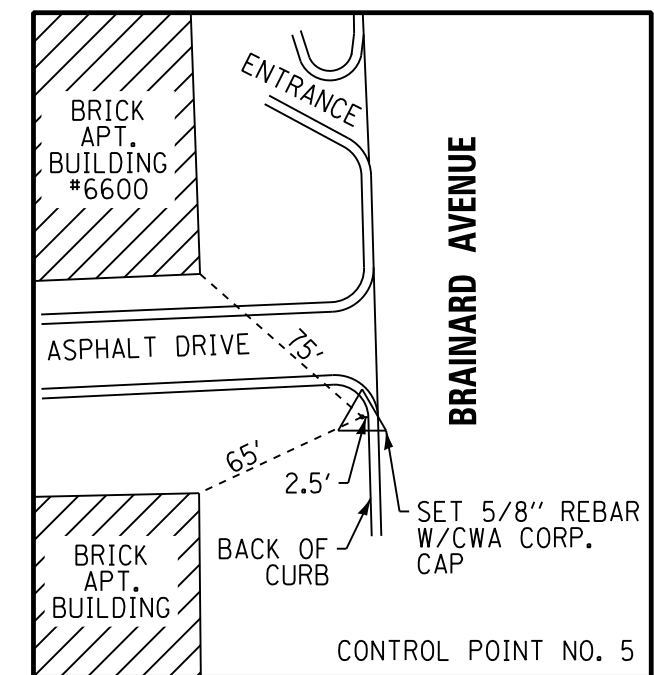 ENTRANCE
BRICK
APT.
BUILDING
#6600
BRAINARD AVENUE
ASPHALT DRIVE
75'
65'
2.5'
SET 5/8" REBAR
W/CWA CORP.
CAP
BACK OF
CURB
BRICK
APT.
BUILDING
CONTROL POINT NO. 5